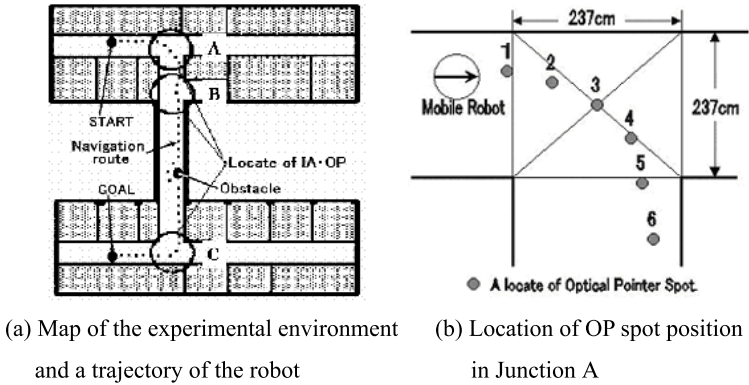 A
B
START
Navigation
route
Locate of IA・OP
Obstacle
GOAL
C
237cm
1
2
3
4
5
6
Mobile Robot
237cm
A locate of Optical Pointer Spot.
(a) Map of the experimental environment
and a trajectory of the robot
(b) Location of OP spot position
in Junction A